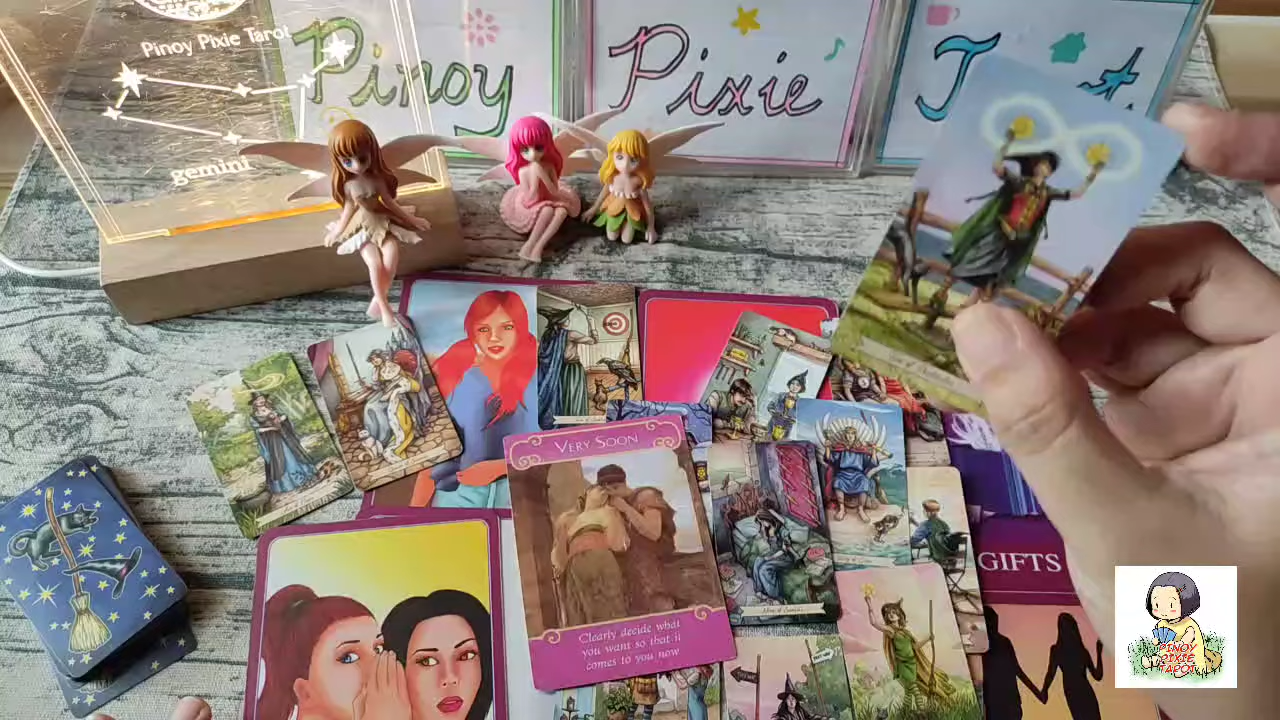 Pinoy Pixie Tarot
gemini
Pinoy
Pixie
VERY SOON
Clearly decide what
you want so that it
comes to you now
GIFTS
PINOY
PIXIE
TAROT